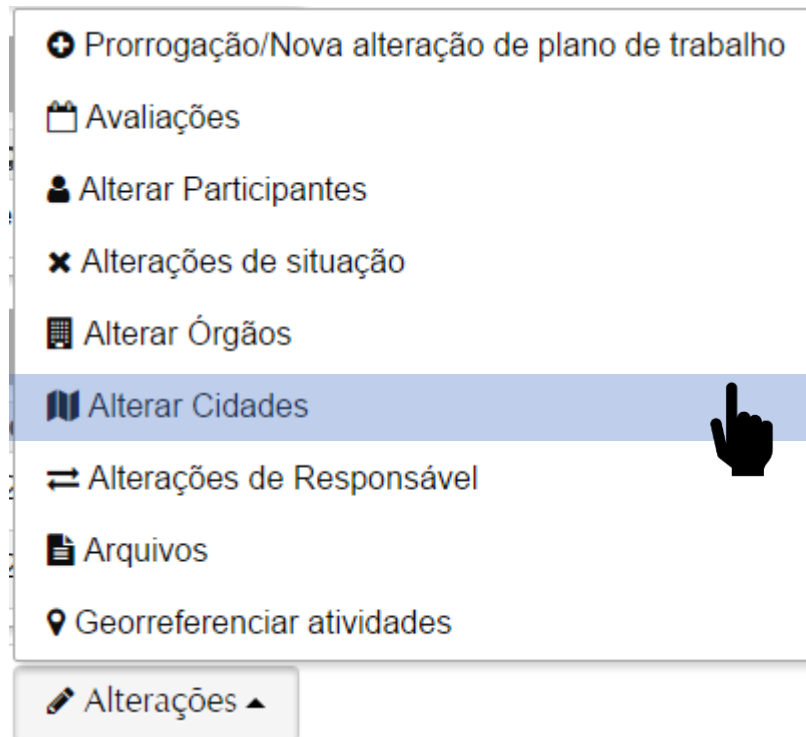 Prorrogação/Nova alteração de plano de trabalho
Avaliações
Alterar Participantes
Alterações de situação
Alterar Órgãos
Alterar Cidades
Alterações de Responsável
Arquivos
Georreferenciar atividades
Alterações